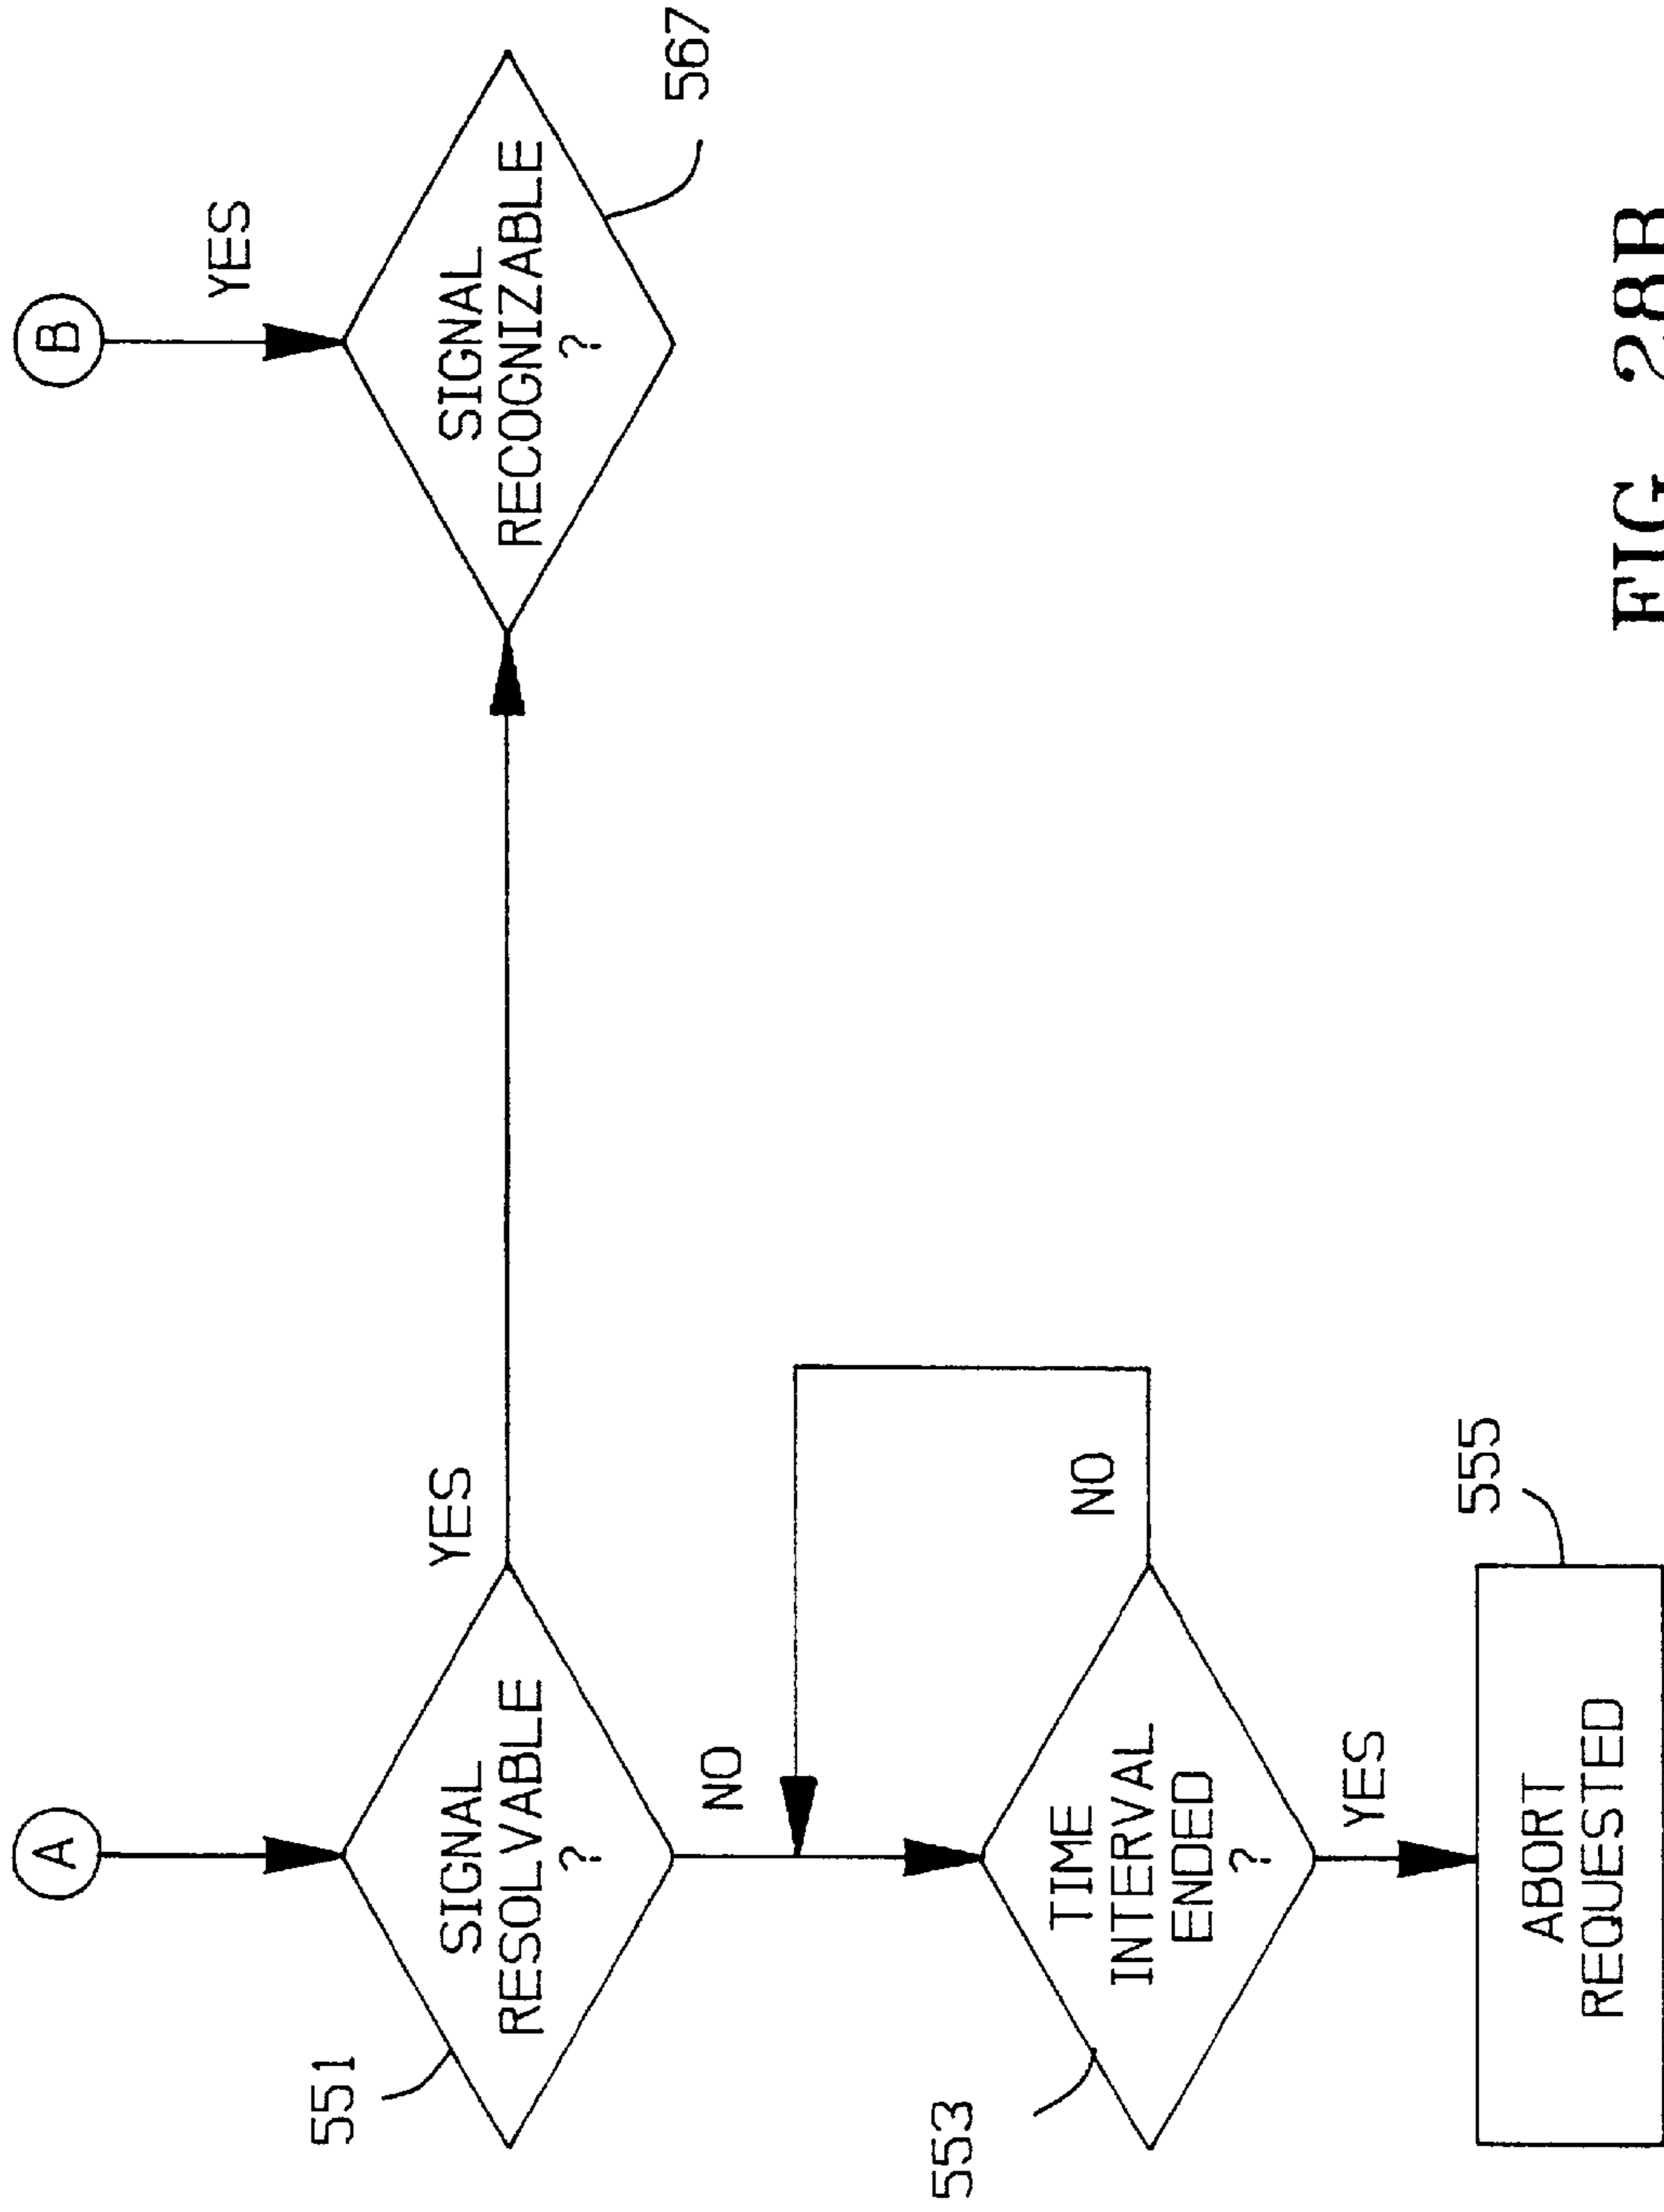 A
B
YES
551
SIGNAL
RESOLVABLE
?
YES
SIGNAL
RECOGNIZABLE
?
567
NO
553
TIME
INTERVAL
ENDED
?
NO
YES
555
ABORT
REQUESTED
FIG 28B